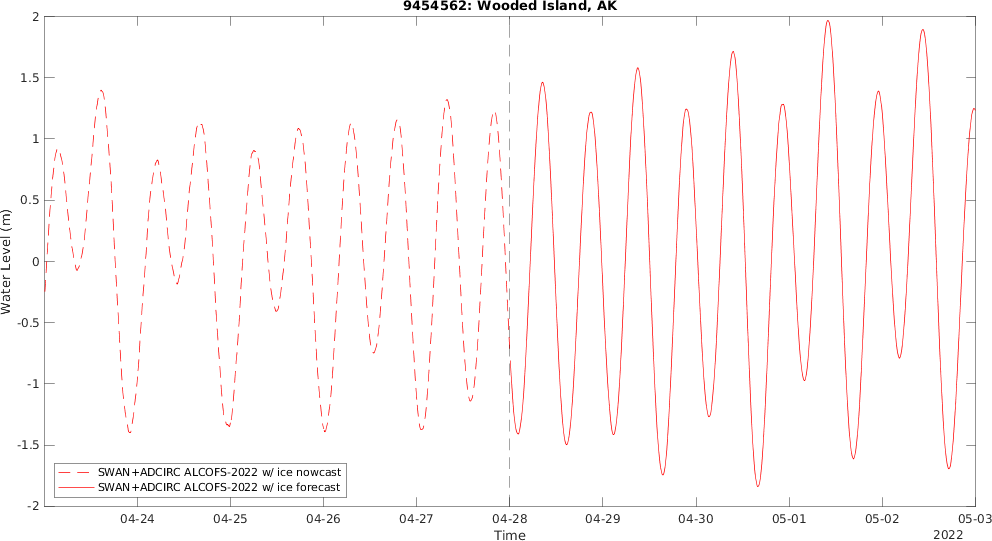 9454562: Wooded Island, AK
Water Level (m)
2
1.5
1
0.5
0
-0.5
-1
-1.5
-2
SWAN+ADCIRC ALCOFS-2022 w/ ice nowcast
SWAN+ADCIRC ALCOFS-2022 w/ ice forecast
04-24 04-25 04-26 04-27 04-28 04-29 04-30 05-01 05-02 05-03
Time
2022